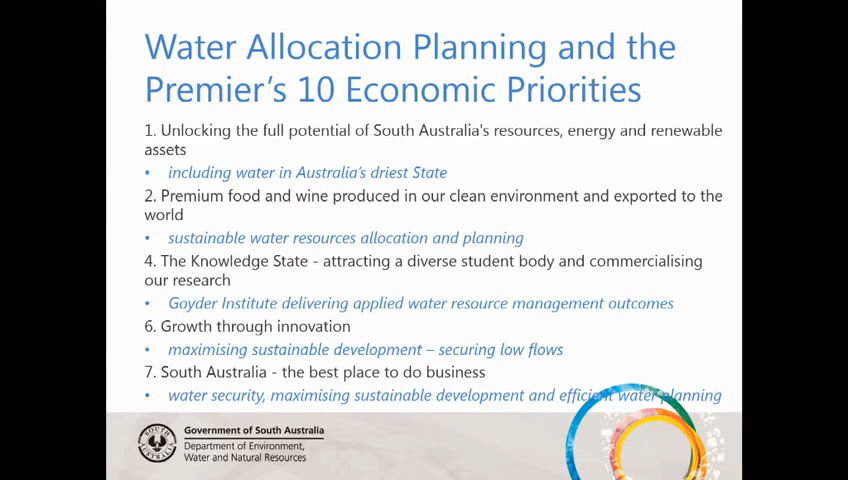 Water Allocation Planning and the
Premier’s 10 Economic Priorities
1. Unlocking the full potential of South Australia's resources, energy and renewable
assets
• including water in Australia’s driest State
2. Premium food and wine produced in our clean environment and exported to the
world
• sustainable water resources allocation and planning
4. The Knowledge State - attracting a diverse student body and commercialising
our research
• Goyder Institute delivering applied water resource management outcomes
6. Growth through innovation
• maximising sustainable development – securing low flows
7. South Australia - the best place to do business
• water security, maximising sustainable development and efficient water planning
SOUTH
AUSTRALIA
Government of South Australia
Department of Environment,
Water and Natural Resources